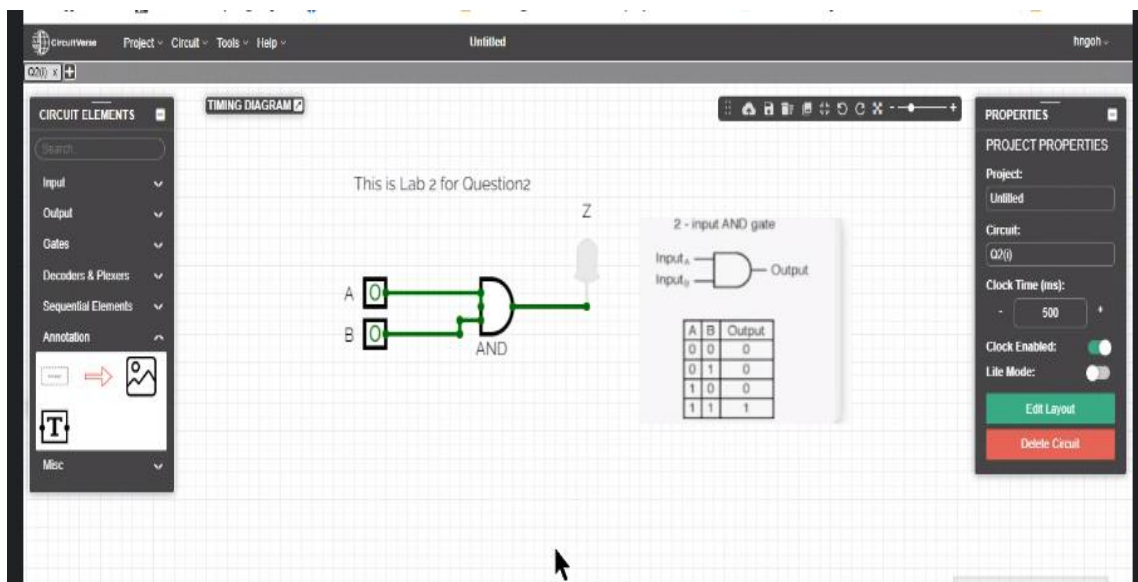 CircuitVerse Project Circuit Tools Help Untitled hngoh
Q2(i) x +
CIRCUIT ELEMENTS
Search..
Input
Output
Gates
Decoders & Plexers
Sequential Elements
Annotation
T
Misc
TIMING DIAGRAM
This is Lab 2 for Question2
Z
A 0
B 0
AND
2 - input AND gate
InputA
InputB
Output
A B Output
0 0 0
0 1 0
1 0 0
1 1 1
PROPERTIES
PROJECT PROPERTIES
Project:
Untitled
Circuit:
Q2(i)
Clock Time (ms):
- 500 +
Clock Enabled:
Lite Mode:
Edit Layout
Delete Circuit